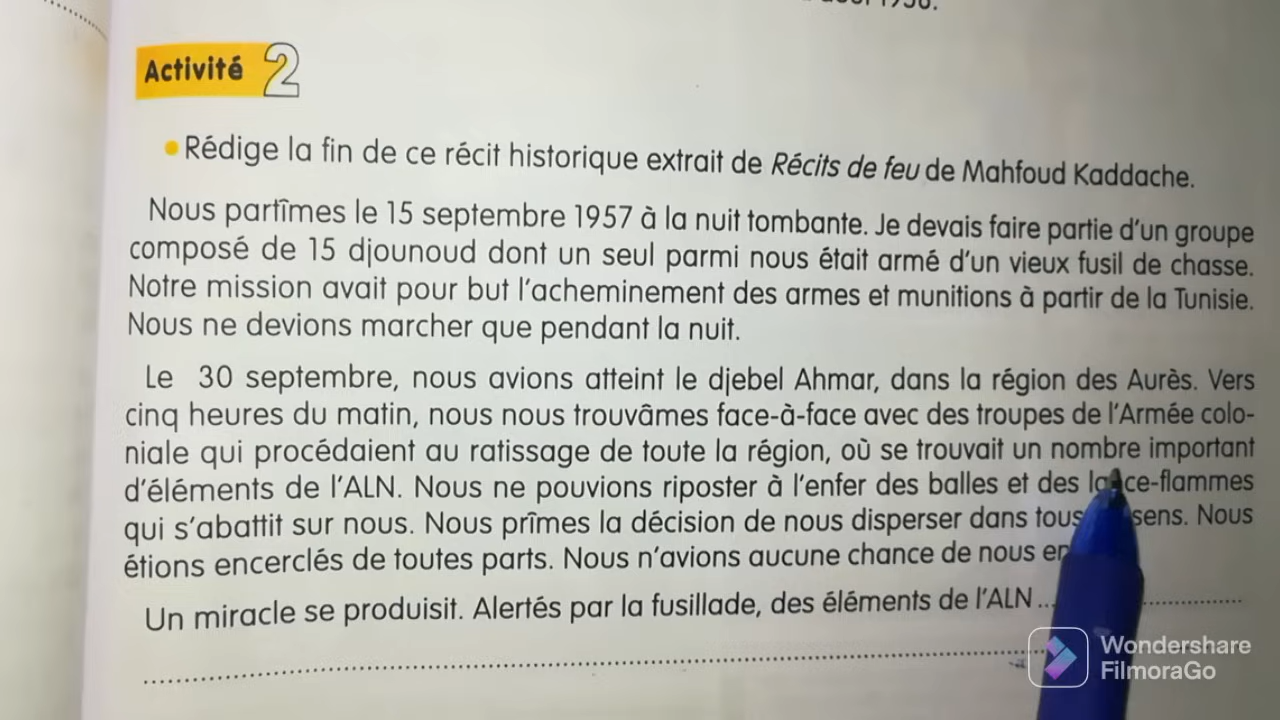 1956.
Activité 2
• Rédige la fin de ce récit historique extrait de Récits de feu de Mahfoud Kaddache.
Nous partîmes le 15 septembre 1957 à la nuit tombante. Je devais faire partie d'un groupe
composé de 15 djounoud dont un seul parmi nous était armé d'un vieux fusil de chasse.
Notre mission avait pour but l'acheminement des armes et munitions à partir de la Tunisie.
Nous ne devions marcher que pendant la nuit.
Le 30 septembre, nous avions atteint le djebel Ahmar, dans la région des Aurès. Vers
cinq heures du matin, nous nous trouvâmes face-à-face avec des troupes de l'Armée colo-
niale qui procédaient au ratissage de toute la région, où se trouvait un nombre important
d'éléments de l'ALN. Nous ne pouvions riposter à l'enfer des balles et des lance-flammes
qui s'abattit sur nous. Nous prîmes la décision de nous disperser dans tous sens. Nous
étions encerclés de toutes parts. Nous n'avions aucune chance de nous
Un miracle se produisit. Alertés par la fusillade, des éléments de l'ALN ..............
..............
Wondershare
FilmoraGo